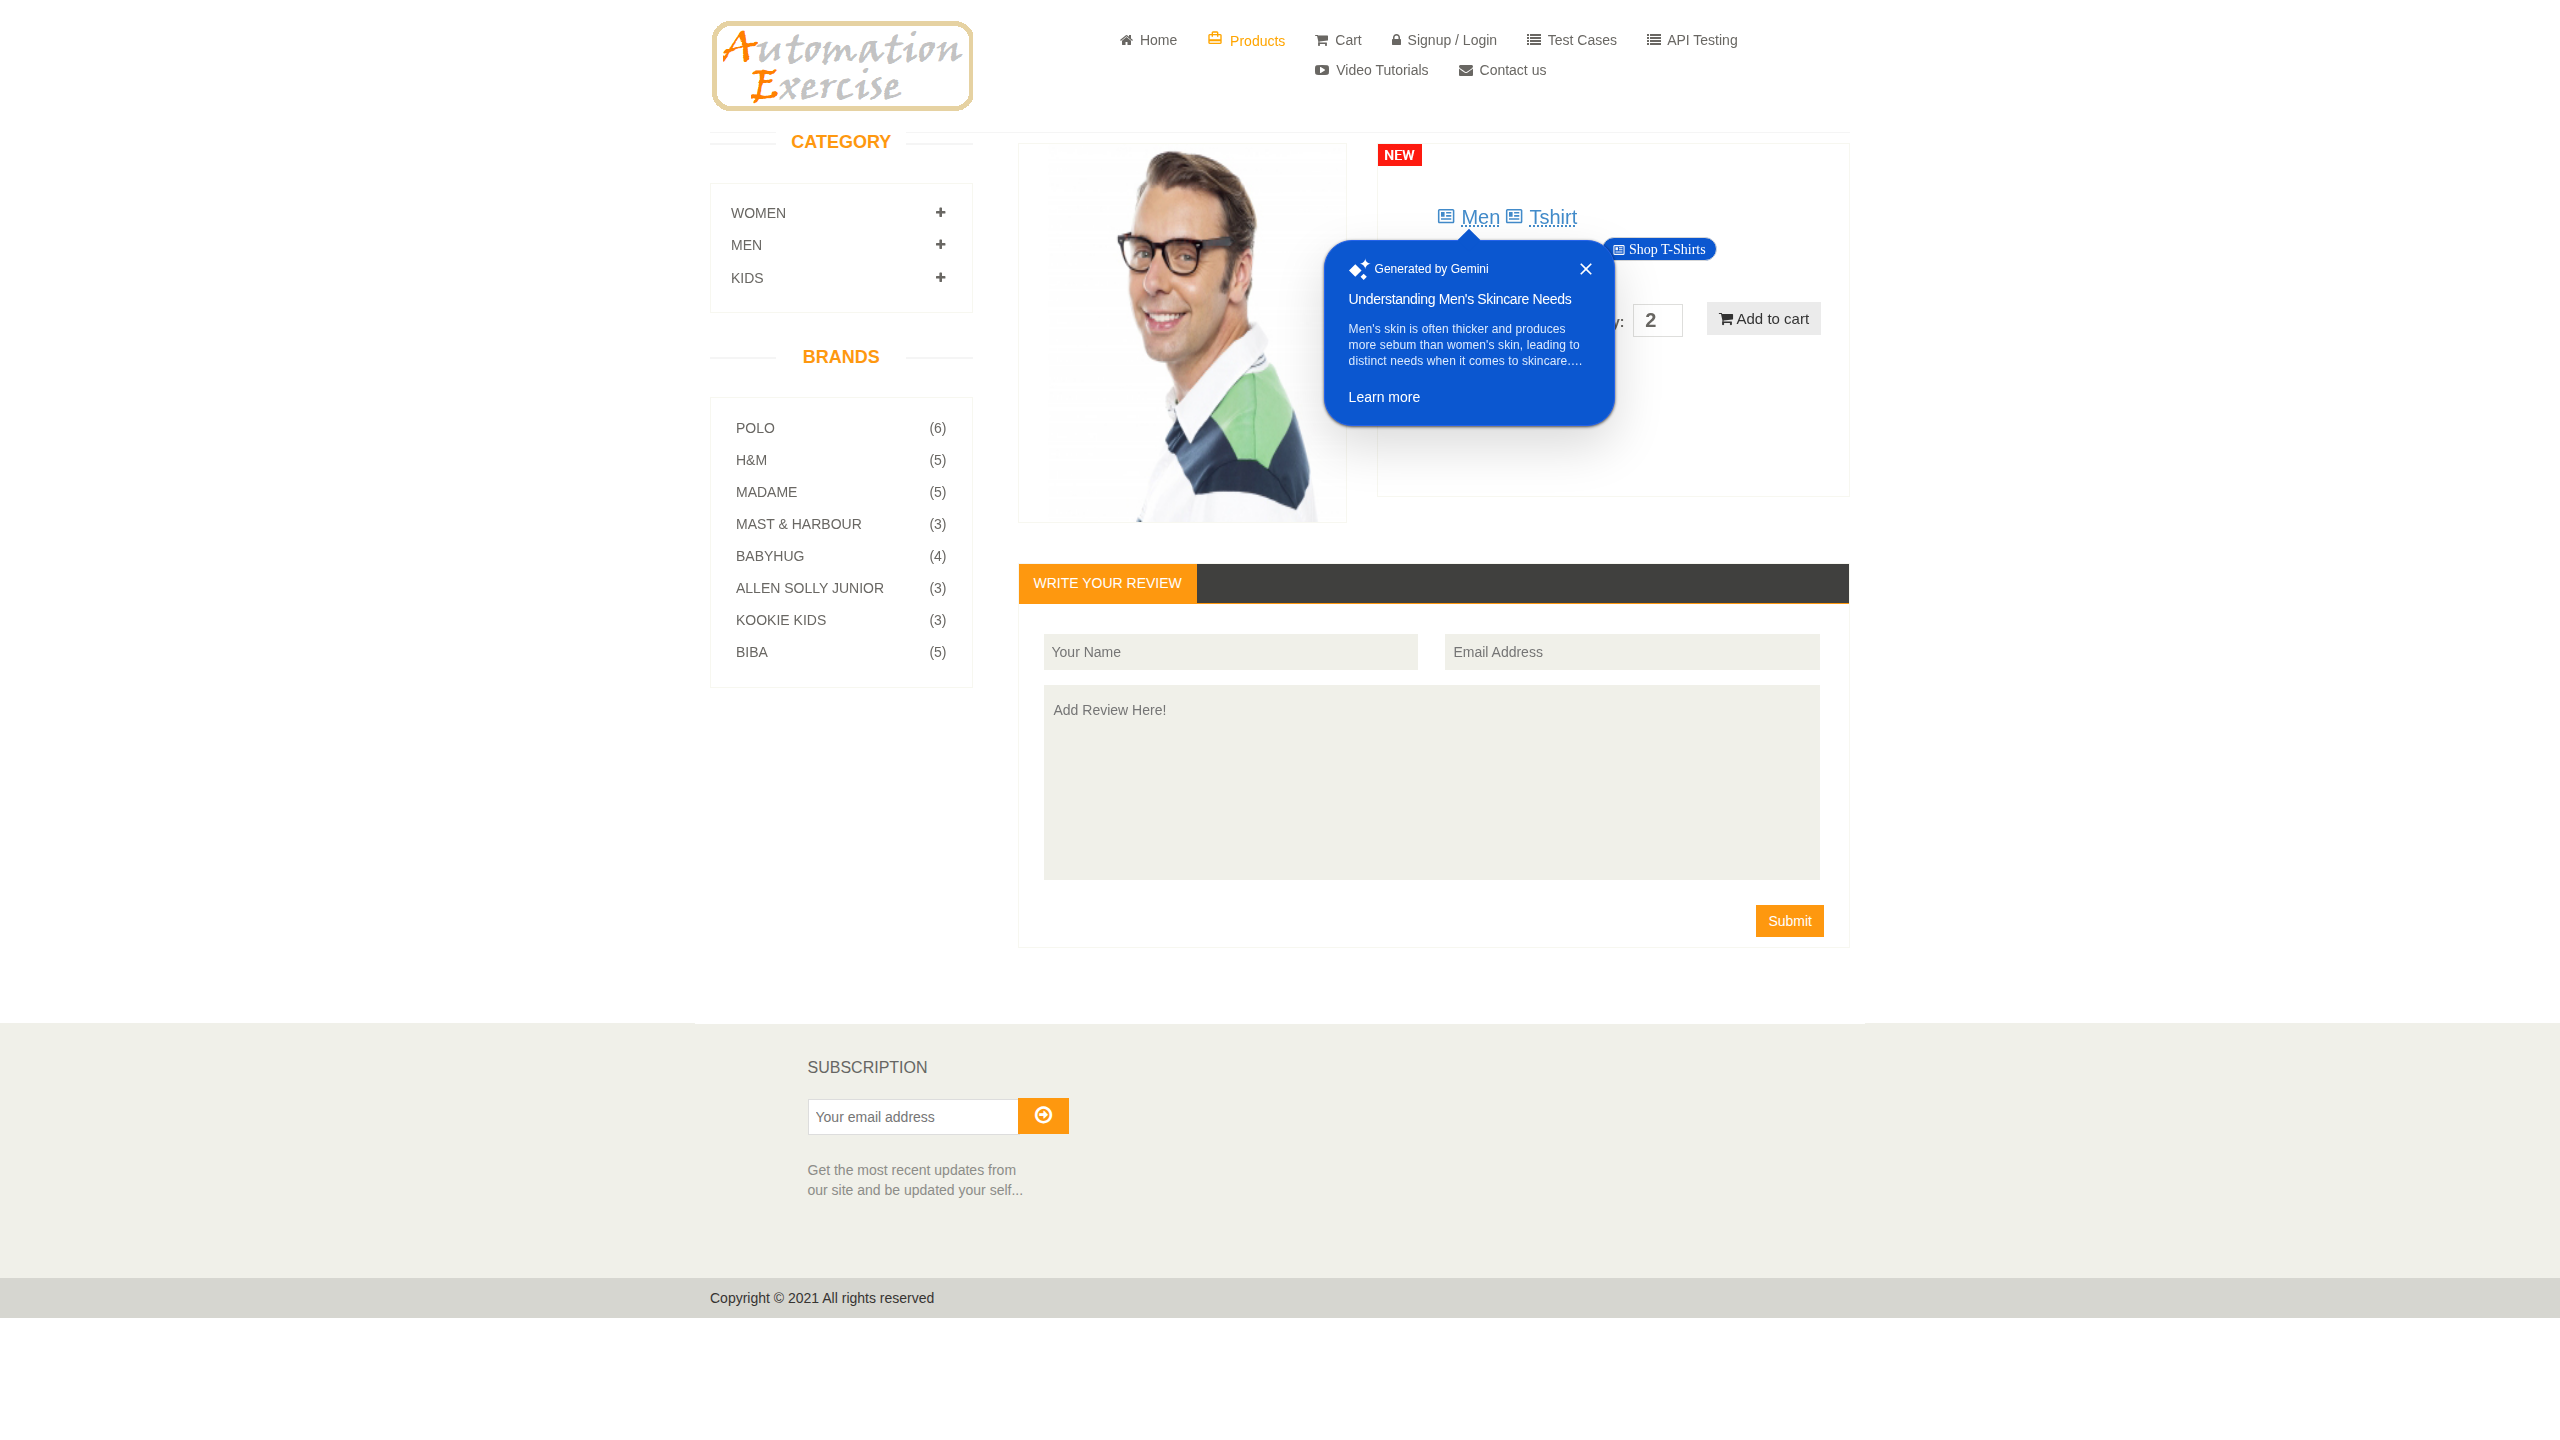 Automation
Exercise
Home
Products
Cart
Signup / Login
Test Cases
API Testing
Video Tutorials
Contact us
CATEGORY
WOMEN
MEN
KIDS
BRANDS
POLO (6)
H&M (5)
MADAME (5)
MAST & HARBOUR (3)
BABYHUG (4)
ALLEN SOLLY JUNIOR (3)
KOOKIE KIDS (3)
BIBA (5)
NEW
Men Tshirt
Shop T-Shirts
Generated by Gemini
Understanding Men's Skincare Needs
Men's skin is often thicker and produces
more sebum than women's skin, leading to
distinct needs when it comes to skincare....
Learn more
y:
2
Add to cart
WRITE YOUR REVIEW
Your Name
Email Address
Add Review Here!
Submit
SUBSCRIPTION
Your email address
Get the most recent updates from
our site and be updated your self...
Copyright © 2021 All rights reserved